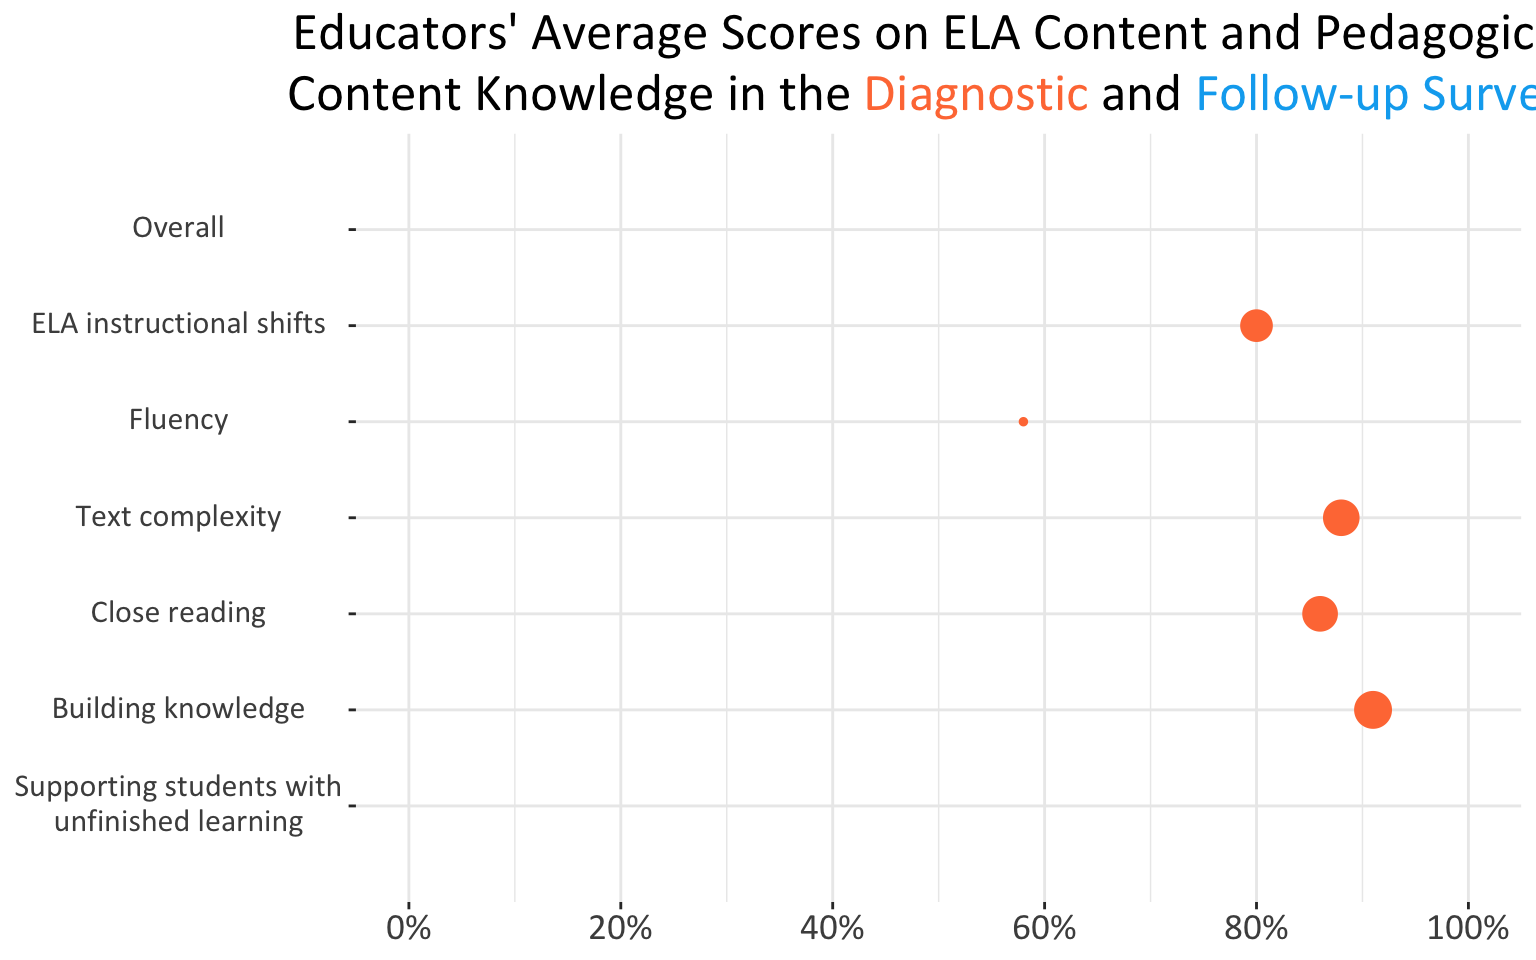 Educators' Average Scores on ELA Content and Pedagogic
Content Knowledge in the Diagnostic and Follow-up Surve
Overall
ELA instructional shifts
Fluency
Text complexity
Close reading
Building knowledge
Supporting students with
unfinished learning
0% 20% 40% 60% 80% 100%